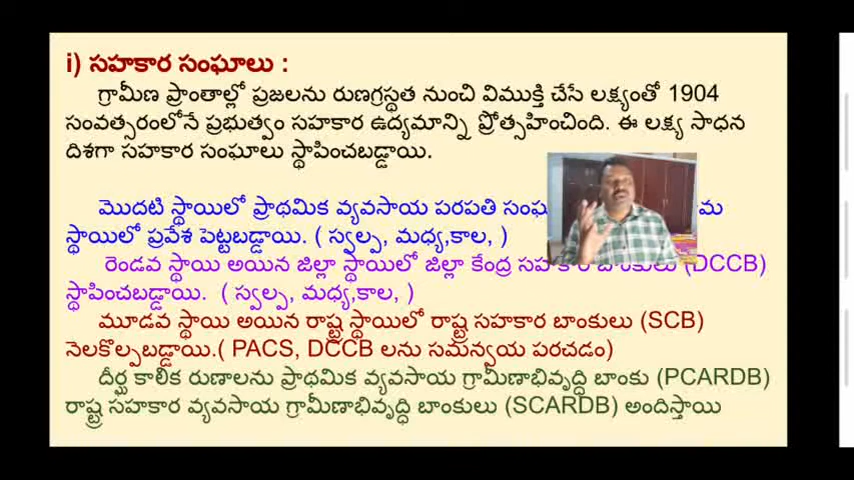 i) సహకార సంఘాలు :
గ్రామీణ ప్రాంతాల్లో ప్రజలను రుణగ్రస్థత నుంచి విముక్తి చేసే లక్ష్యంతో 1904
సంవత్సరంలోనే ప్రభుత్వం సహకార ఉద్యమాన్ని ప్రోత్సహించింది. ఈ లక్ష్య సాధన
దిశగా సహకార సంఘాలు స్థాపించబడ్డాయి.
మొదటి స్థాయిలో ప్రాథమిక వ్యవసాయ పరపతి
స్థాయిలో ప్రవేశ పెట్టబడ్డాయి. ( స్వల్ప, మధ్య,కాల, )
రెండవ స్థాయి అయిన జిల్లా స్థాయిలో జిల్లా కేంద్ర సహకార బాంకులు (DCCB)
స్థాపించబడ్డాయి. ( స్వల్ప, మధ్య,కాల, )
మూడవ స్థాయి అయిన రాష్ట్ర స్థాయిలో రాష్ట్ర సహకార బాంకులు (SCB)
నెలకొల్పబడ్డాయి.( PACS, DCCB లను సమన్వయ పరచడం)
దీర్ఘ కాలిక రుణాలను ప్రాథమిక వ్యవసాయ గ్రామీణాభివృద్ధి బాంకు (PCARDB)
రాష్ట్ర సహకార వ్యవసాయ గ్రామీణాభివృద్ధి బాంకులు (SCARDB) అందిస్తాయి